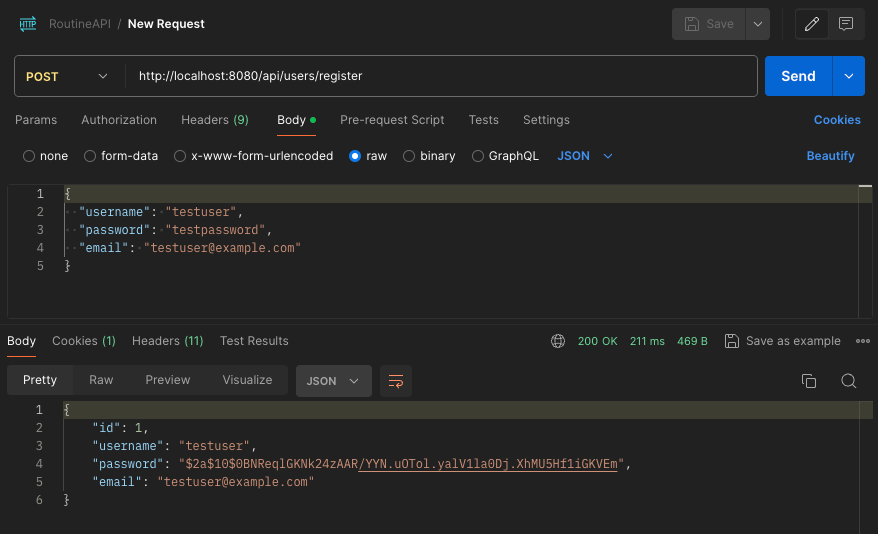 HTTP RoutineAPI / New Request Save
POST http://localhost:8080/api/users/register Send
Params Authorization Headers (9) Body Pre-request Script Tests Settings Cookies
none form-data x-www-form-urlencoded raw binary GraphQL JSON Beautify
1 {
2 "username": "testuser",
3 "password": "testpassword",
4 "email": "testuser@example.com"
5 }
Body Cookies (1) Headers (11) Test Results 200 OK 211 ms 469 B Save as example
Pretty Raw Preview Visualize JSON
1 {
2 "id": 1,
3 "username": "testuser",
4 "password": "$2a$10$0BNReqlGKNk24zAAR/YYN.uOTol.yalV1la0Dj.XhMU5Hf1iGKVEm",
5 "email": "testuser@example.com"
6 }